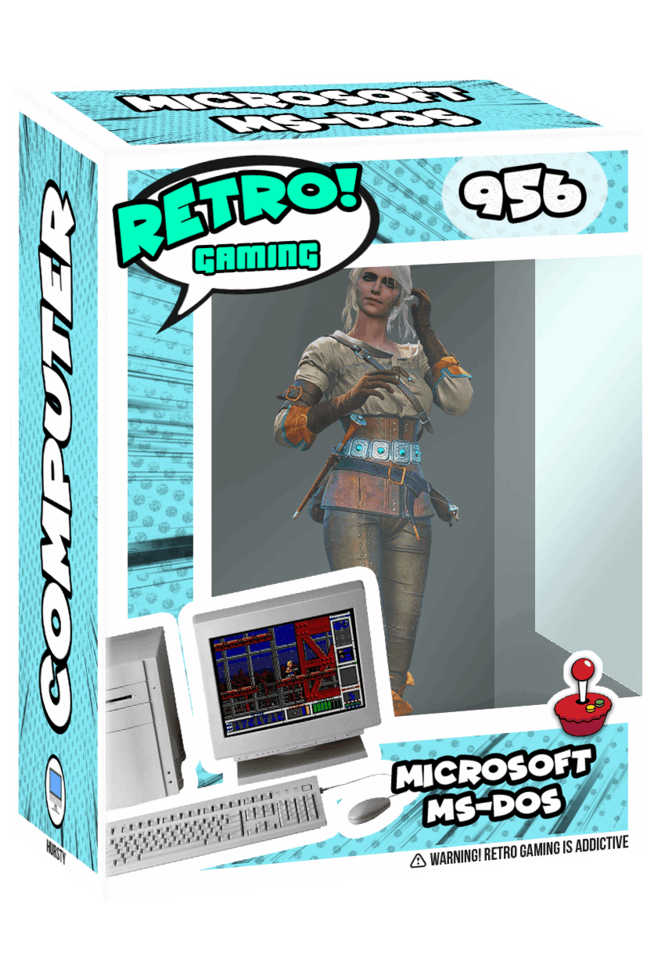 MICROSOFT
MS-DOS
RETRO!
GAMING
956
COMPUTER
HURSTY
MICROSOFT
MS-DOS
WARNING! RETRO GAMING IS ADDICTIVE